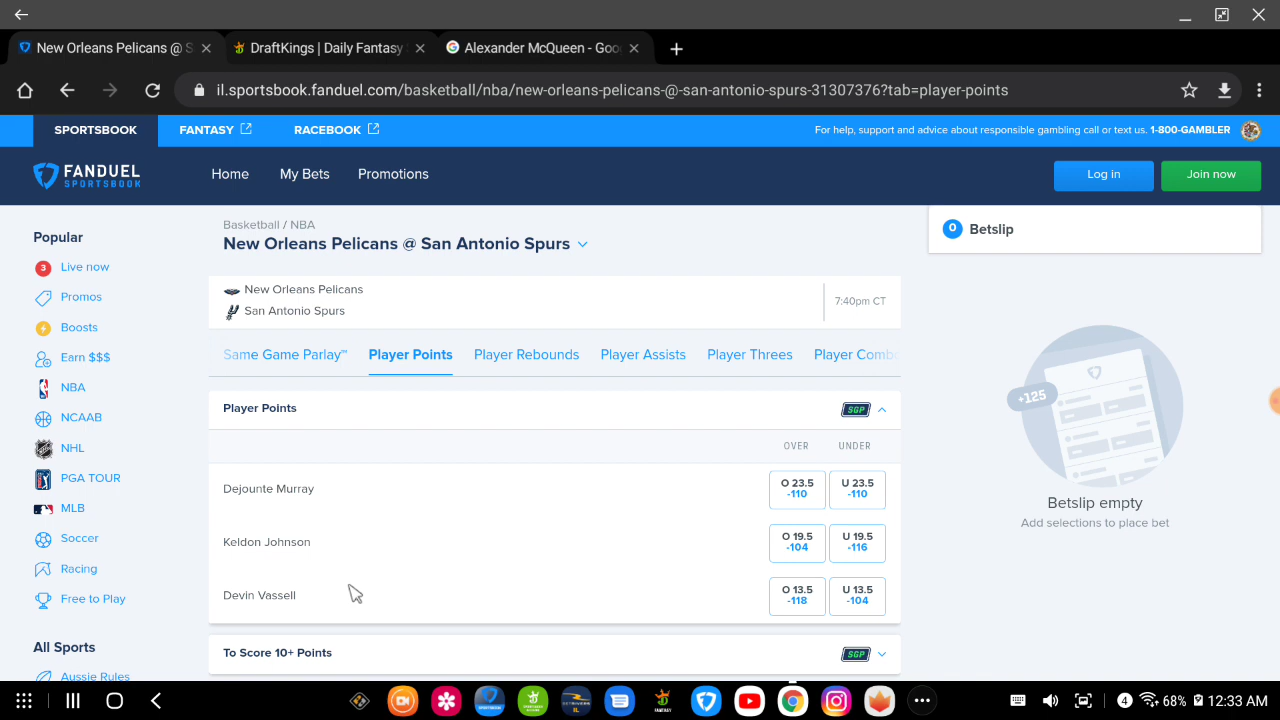 New Orleans Pelicans @ S
DraftKings | Daily Fantasy
Alexander McQueen - Goo
il.sportsbook.fanduel.com/basketball/nba/new-orleans-pelicans-@-san-antonio-spurs-31307376?tab=player-points
SPORTSBOOK
FANTASY
RACEBOOK
For help, support and advice about responsible gambling call or text us. 1-800-GAMBLER
FANDUEL
SPORTSBOOK
Home
My Bets
Promotions
Log in
Join now
Popular
3 Live now
Promos
Boosts
Earn $$$
NBA
NCAAB
NHL
PGA TOUR
MLB
Soccer
Racing
Free to Play
All Sports
Aussie Rules
Basketball / NBA
New Orleans Pelicans @ San Antonio Spurs
New Orleans Pelicans
San Antonio Spurs
7:40pm CT
Same Game Parlay™ Player Points Player Rebounds Player Assists Player Threes Player Combo
Player Points SGP
OVER UNDER
Dejounte Murray
O 23.5 U 23.5
-110 -110
Keldon Johnson
O 19.5 U 19.5
-104 -116
Devin Vassell
O 13.5 U 13.5
-118 -104
To Score 10+ Points SGP
0 Betslip
+125
Betslip empty
Add selections to place bet
4 68% 12:33 AM